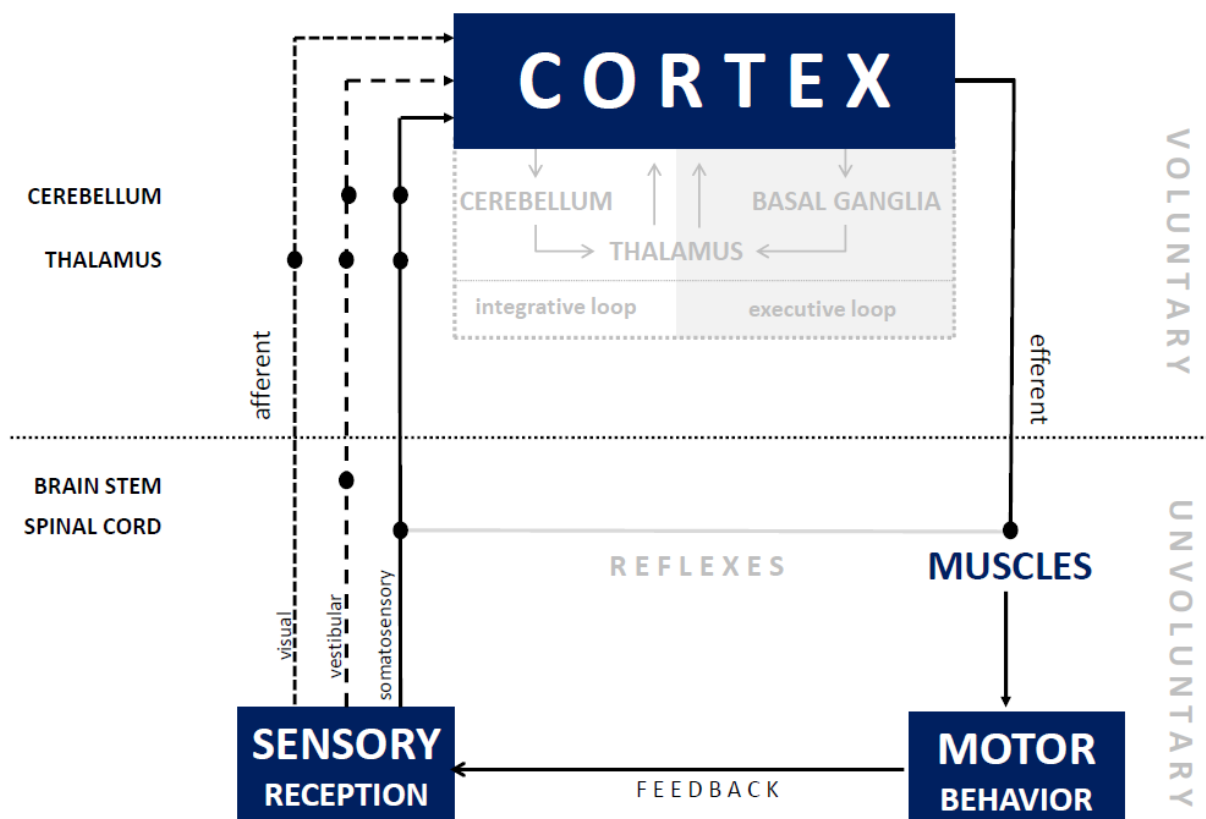 CORTEX
CEREBELLUM
THALAMUS
CEREBELLUM
BASAL GANGLIA
THALAMUS
integrative loop
executive loop
afferent
efferent
VOLUNTARY
BRAIN STEM
SPINAL CORD
REFLEXES
MUSCLES
visual
vestibular
somatosensory
UNVOLUNTARY
SENSORY
RECEPTION
FEEDBACK
MOTOR
BEHAVIOR